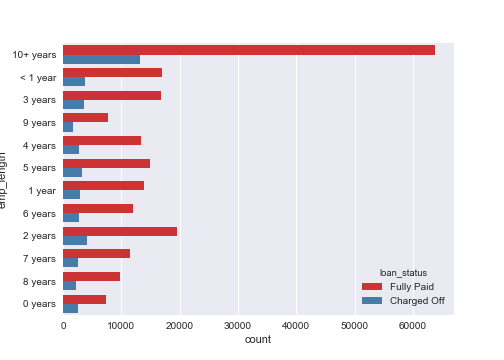 10+ years
< 1 year
3 years
9 years
4 years
5 years
1 year
6 years
2 years
7 years
8 years
0 years
emp_length
loan_status
Fully Paid
Charged Off
0
10000
20000
30000
40000
50000
60000
count